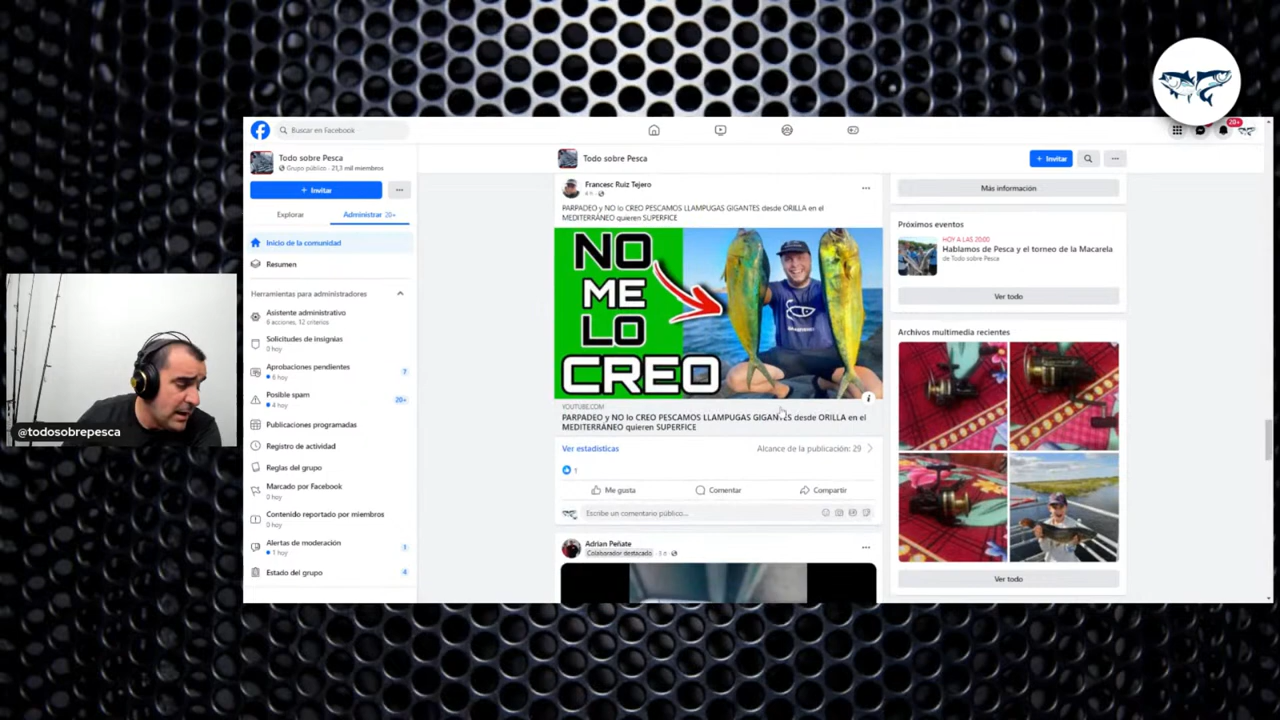 Buscar en Facebook
20+
Todo sobre Pesca
Grupo público · 21,3 mil miembros
+ Invitar
Explorar
Administrar 20+
Inicio de la comunidad
Resumen
Herramientas para administradores
Asistente administrativo
6 acciones, 12 criterios
Solicitudes de insignias
0 hoy
Aprobaciones pendientes
6 hoy
7
Posible spam
4 hoy
20+
Publicaciones programadas
Registro de actividad
Reglas del grupo
Marcado por Facebook
0 hoy
Contenido reportado por miembros
0 hoy
Alertas de moderación
1 hoy
1
Estado del grupo
4
@todosobrepesca
Todo sobre Pesca
+ Invitar
Francesc Ruiz Tejero
PARPADEO y NO lo CREO PESCAMOS LLAMPUGAS GIGANTES desde ORILLA en el
MEDITERRÁNEO quieren SUPERFICE
NO
ME
LO
CREO
YOUTUBE.COM
PARPADEO y NO lo CREO PESCAMOS LLAMPUGAS GIGANTES desde ORILLA en el
MEDITERRÁNEO quieren SUPERFICE
Ver estadísticas
Alcance de la publicación: 29
1
Me gusta
Comentar
Compartir
Escribe un comentario público...
Adrian Peñate
Colaborador destacado
Más información
Próximos eventos
HOY A LAS 20:00
Hablamos de Pesca y el torneo de la Macarela
de Todo sobre Pesca
Ver todo
Archivos multimedia recientes
Ver todo